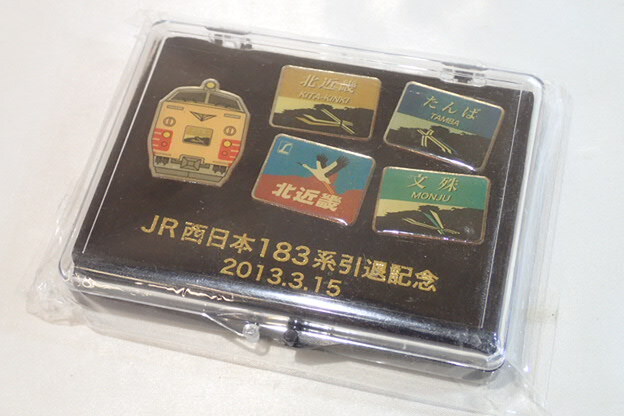 北近畿
KITA-KINKI
たんば
TAMBA
L
北近畿
文殊
MONJU
JR西日本183系引退記念
2013.3.15